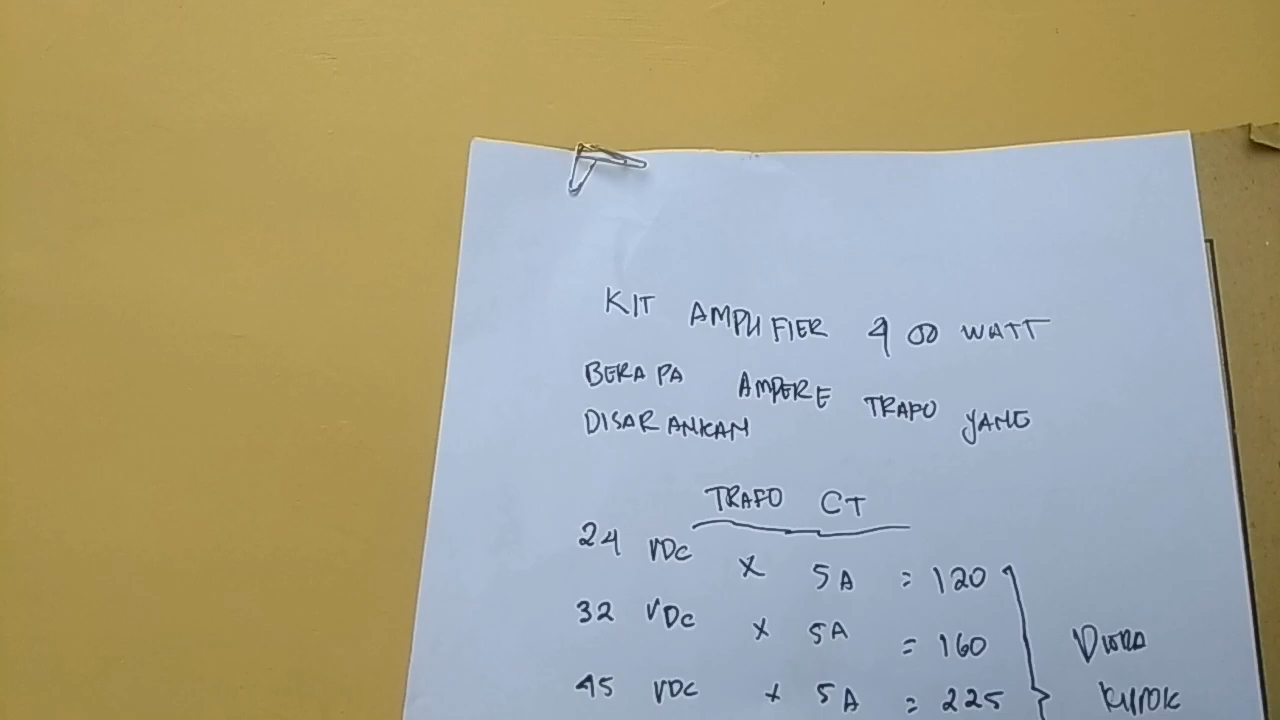 KIT AMPLIFIER 400 WATT
BERAPA AMPERE TRAFO YANG
DISARANKAN
TRAFO CT
24 VDC X 5A = 120
32 VDC X 5A = 160
45 VDC X 5A = 225